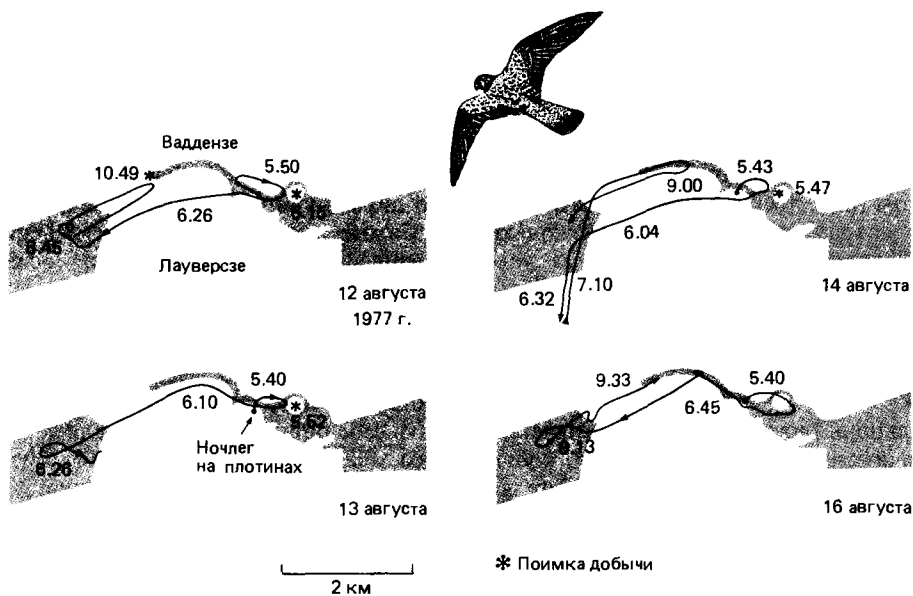 Ваддензе
10.49
5.50
6.26
Лауверсзе
12 августа
1977 г.
5.43
9.00
5.47
6.04
6.32
7.10
14 августа
5.40
6.10
Ночлег
на плотинах
13 августа
9.33
5.40
6.45
16 августа
2 км
* Поимка добычи